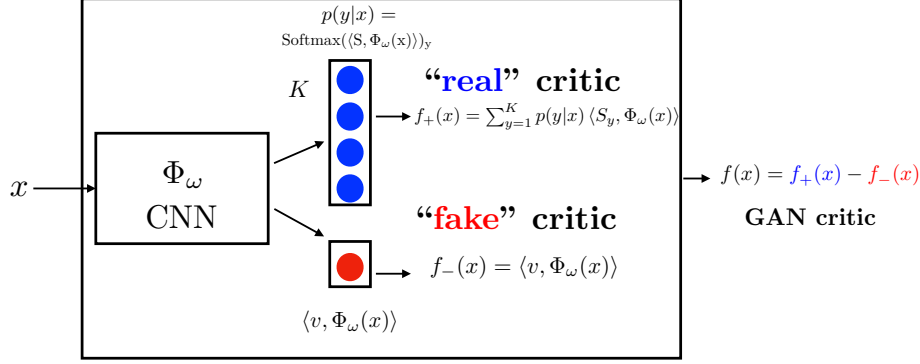 p(y|x) =
Softmax(⟨S, Φ_ω(x)⟩)_y
K
“real” critic
f_+(x) = ∑_{y=1}^{K} p(y|x) ⟨S_y, Φ_ω(x)⟩
x
Φ_ω
CNN
f(x) = f_+(x) − f_−(x)
GAN critic
“fake” critic
f_−(x) = ⟨v, Φ_ω(x)⟩
⟨v, Φ_ω(x)⟩